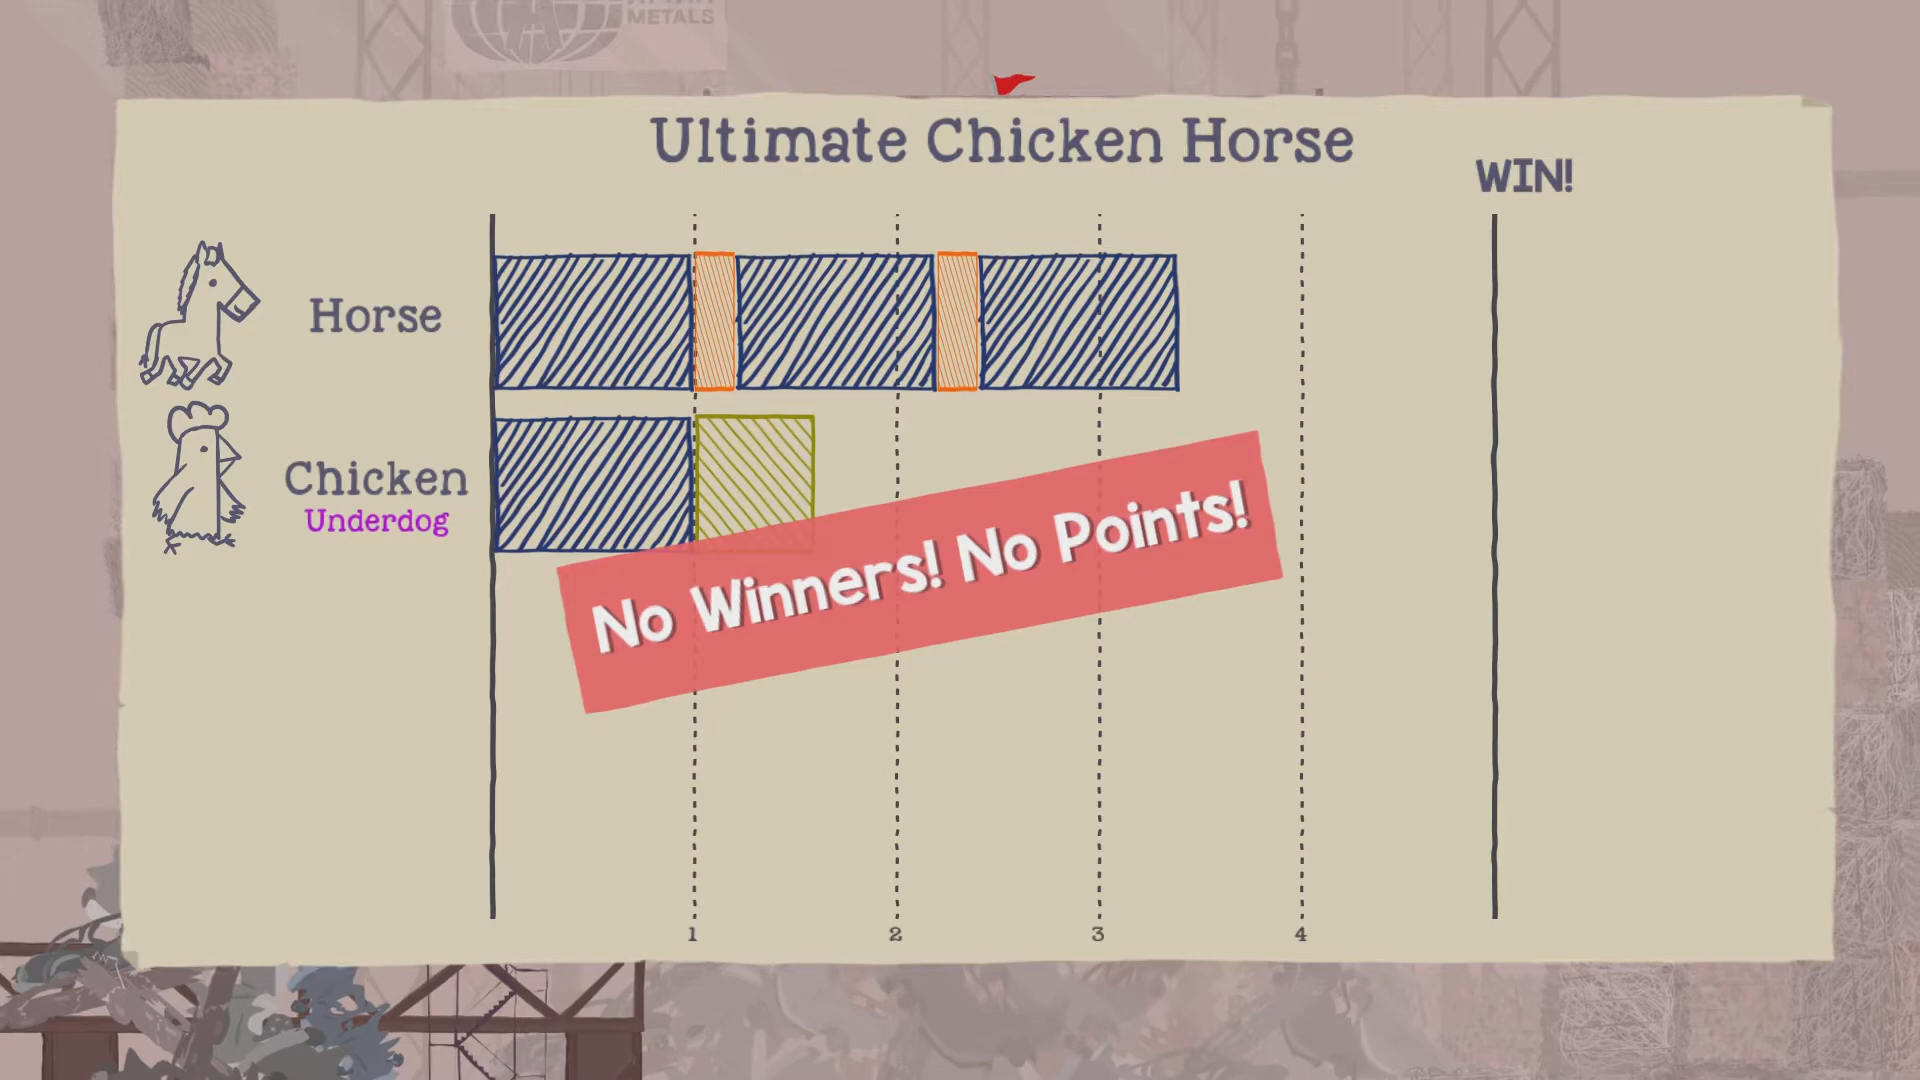 METALS
Ultimate Chicken Horse
WIN!
Horse
Chicken
Underdog
No Winners! No Points!
1
2
3
4